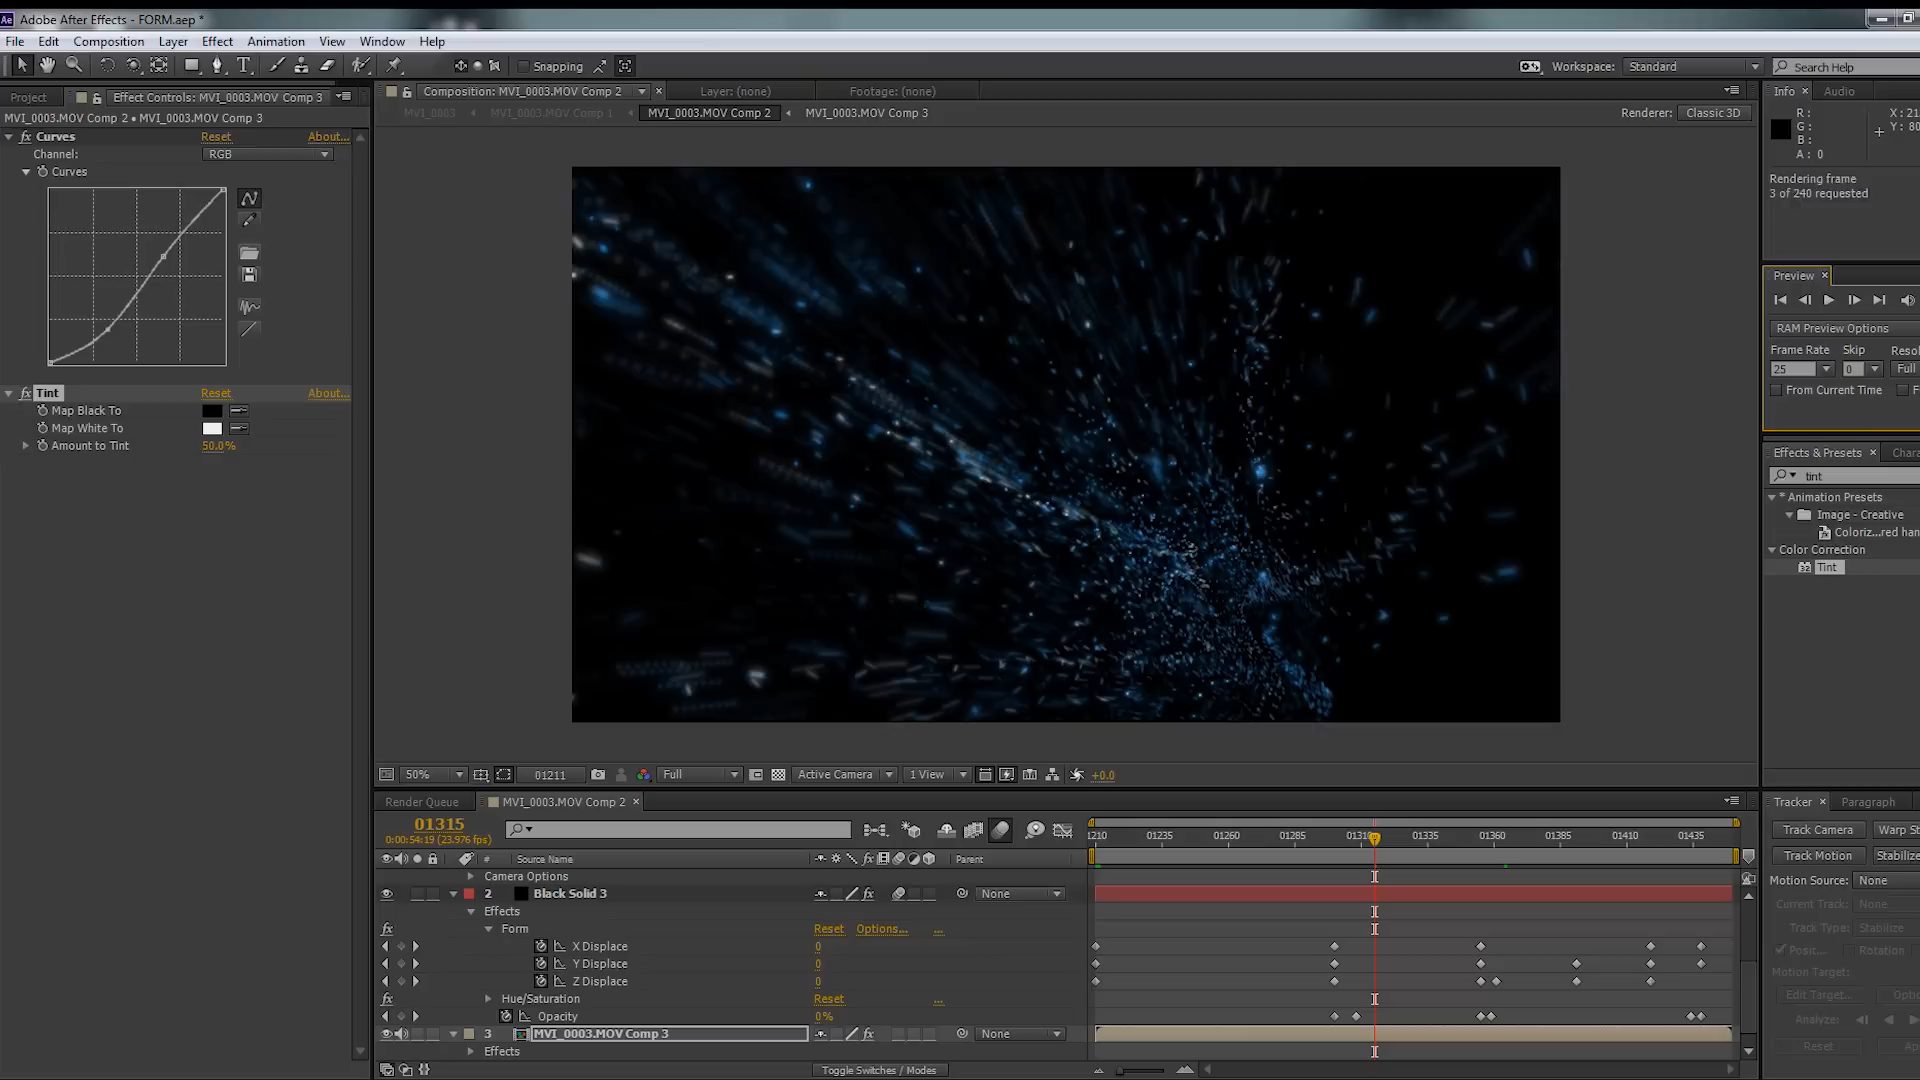 Ae Adobe After Effects - FORM.aep *
File Edit Composition Layer Effect Animation View Window Help
Snapping
Workspace: Standard
Search Help
Project
Effect Controls: MVI_0003.MOV Comp 3
MVI_0003.MOV Comp 2 • MVI_0003.MOV Comp 3
fx Curves Reset About...
Channel: RGB
Curves
fx Tint Reset About...
Map Black To
Map White To
Amount to Tint 50.0%
Composition: MVI_0003.MOV Comp 2
Layer: (none)
Footage: (none)
MVI_0003 MVI_0003.MOV Comp 1 MVI_0003.MOV Comp 2 MVI_0003.MOV Comp 3
Renderer: Classic 3D
50% 01211 Full Active Camera 1 View +0.0
Info Audio
R:
G:
B:
A: 0
X: 21
Y: 80
Rendering frame
3 of 240 requested
Preview
RAM Preview Options
Frame Rate Skip Resol
25 0 Full
From Current Time F
Effects & Presets Chara
tint
* Animation Presets
Image - Creative
Coloriz...red han
Color Correction
32 Tint
Render Queue MVI_0003.MOV Comp 2
01315
0:00:54:19 (23.976 fps)
1210 01235 01260 01285 01310 01335 01360 01385 01410 01435
# Source Name fx Parent
Camera Options
2 Black Solid 3 fx None
Effects
fx Form Reset Options... ...
X Displace 0
Y Displace 0
Z Displace 0
fx Hue/Saturation Reset ...
Opacity 0%
3 MVI_0003.MOV Comp 3 fx None
Effects
Toggle Switches / Modes
Tracker Paragraph
Track Camera Warp St
Track Motion Stabilize
Motion Source: None
Current Track: None
Track Type: Stabilize
Posit... Rotation
Motion Target:
Edit Target... Optio
Analyze:
Reset Ap